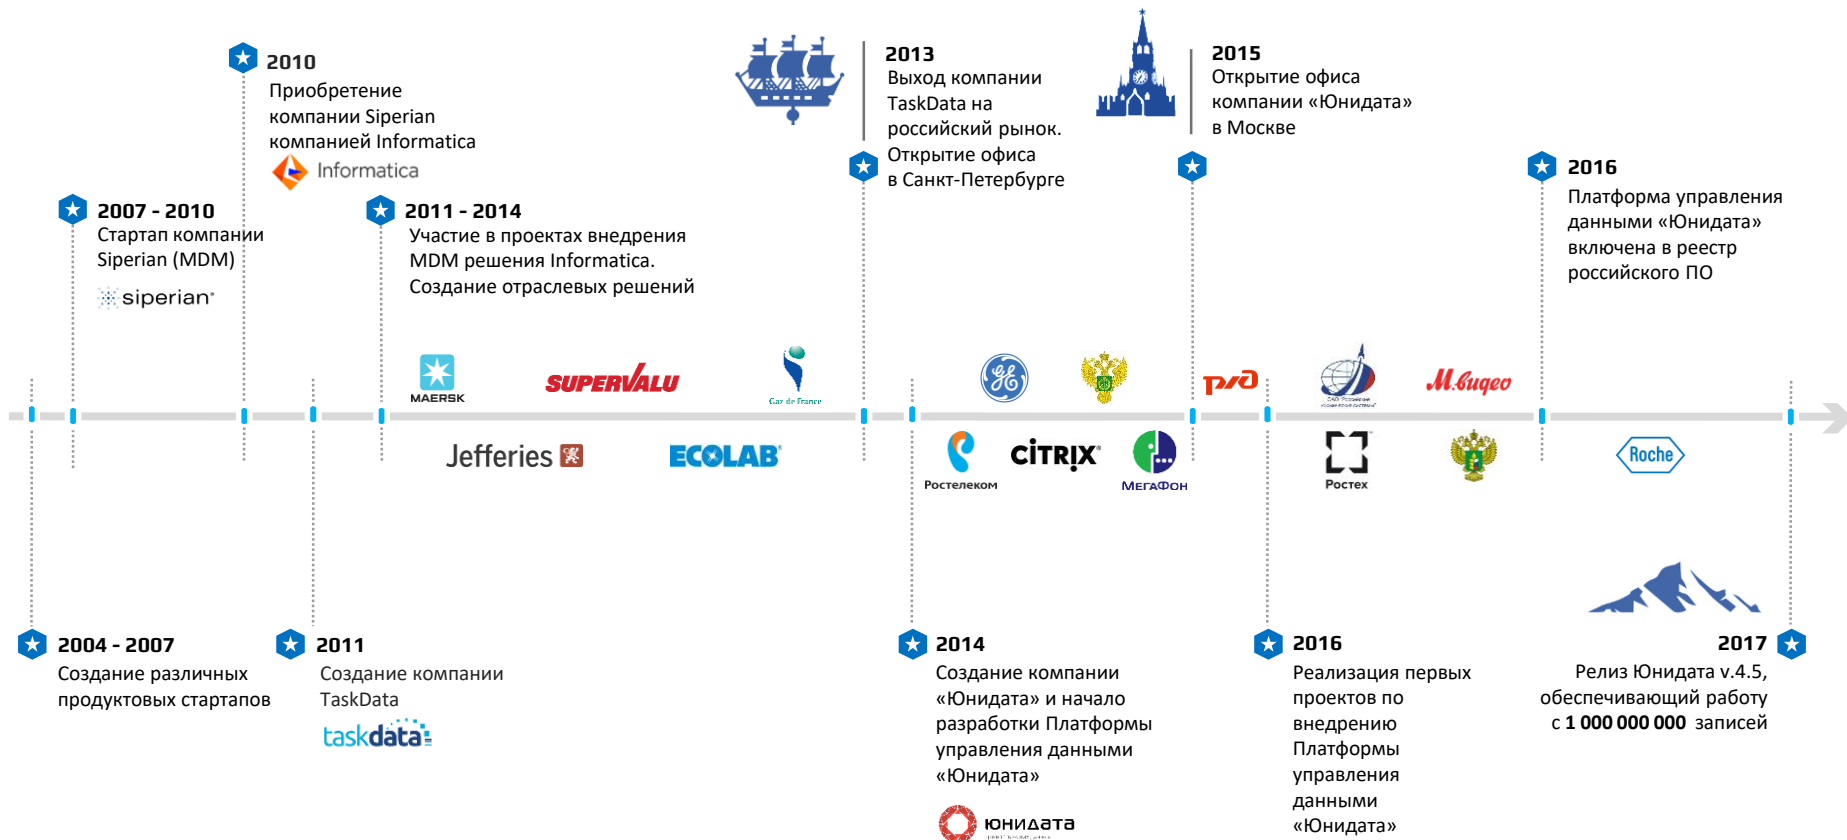 2010
Приобретение
компании Siperian
компанией Informatica
Informatica
2013
Выход компании
TaskData на
российский рынок.
Открытие офиса
в Санкт-Петербурге
2015
Открытие офиса
компании «Юнидата»
в Москве
2016
Платформа управления
данными «Юнидата»
включена в реестр
российского ПО
2007 - 2010
Стартап компании
Siperian (MDM)
siperian
2011 - 2014
Участие в проектах внедрения
MDM решения Informatica.
Создание отраслевых решений
MAERSK
SUPERVALU
Gaz de France
GE
РЖД
ОАО "Российские
космические системы"
М.видео
Jefferies
ECOLAB®
Ростелеком
CITRIX®
МЕГАФОН
Ростех
Roche
2004 - 2007
Создание различных
продуктовых стартапов
2011
Создание компании
TaskData
taskdata
2014
Создание компании
«Юнидата» и начало
разработки Платформы
управления данными
«Юнидата»
ЮНИДАТА
2016
Реализация первых
проектов по
внедрению
Платформы
управления
данными
«Юнидата»
2017
Релиз Юнидата v.4.5,
обеспечивающий работу
с 1 000 000 000 записей